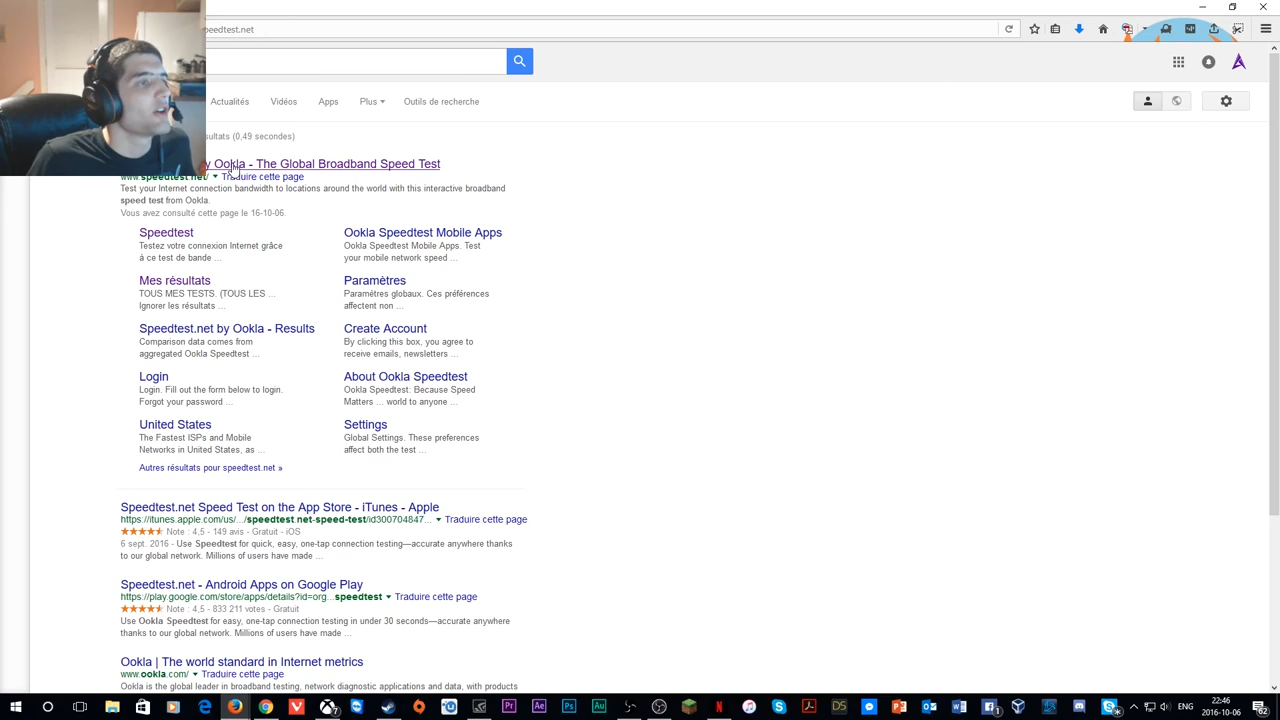 peedtest.net
Actualités Vidéos Apps Plus Outils de recherche
sultats (0,49 secondes)
y Ookla - The Global Broadband Speed Test
www.speedtest.net/ Traduire cette page
Test your Internet connection bandwidth to locations around the world with this interactive broadband
speed test from Ookla.
Vous avez consulté cette page le 16-10-06.
Speedtest
Testez votre connexion Internet grâce
à ce test de bande ...
Ookla Speedtest Mobile Apps
Ookla Speedtest Mobile Apps. Test
your mobile network speed ...
Mes résultats
TOUS MES TESTS. (TOUS LES ...
Ignorer les résultats ...
Paramètres
Paramètres globaux. Ces préférences
affectent non ...
Speedtest.net by Ookla - Results
Comparison data comes from
aggregated Ookla Speedtest ...
Create Account
By clicking this box, you agree to
receive emails, newsletters ...
Login
Login. Fill out the form below to login.
Forgot your password ...
About Ookla Speedtest
Ookla Speedtest: Because Speed
Matters ... world to anyone ...
United States
The Fastest ISPs and Mobile
Networks in United States, as ...
Settings
Global Settings. These preferences
affect both the test ...
Autres résultats pour speedtest.net »
Speedtest.net Speed Test on the App Store - iTunes - Apple
https://itunes.apple.com/us/.../speedtest.net-speed-test/id300704847... Traduire cette page
Note : 4,5 - 149 avis - Gratuit - iOS
6 sept. 2016 - Use Speedtest for quick, easy, one-tap connection testing—accurate anywhere thanks
to our global network. Millions of users have made ...
Speedtest.net - Android Apps on Google Play
https://play.google.com/store/apps/details?id=org...speedtest Traduire cette page
Note : 4,5 - 833 211 votes - Gratuit
Use Ookla Speedtest for easy, one-tap connection testing in under 30 seconds—accurate anywhere
thanks to our global network. Millions of users have made ...
Ookla | The world standard in Internet metrics
www.ookla.com/ Traduire cette page
Ookla is the global leader in broadband testing, network diagnostic applications and data, with products
ENG
22:46
2016-10-06
62